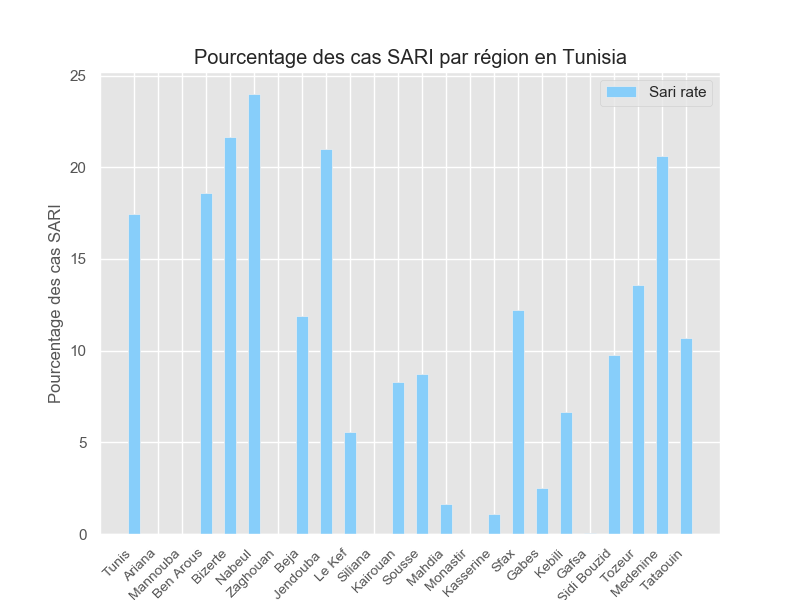 Pourcentage des cas SARI par région en Tunisia
Sari rate
Pourcentage des cas SARI
25
20
15
10
5
0
Tunis
Ariana
Mannouba
Ben Arous
Bizerte
Nabeul
Zaghouan
Beja
Jendouba
Le Kef
Siliana
Kairouan
Sousse
Mahdia
Monastir
Kasserine
Sfax
Gabes
Kebili
Gafsa
Sidi Bouzid
Tozeur
Medenine
Tataouin